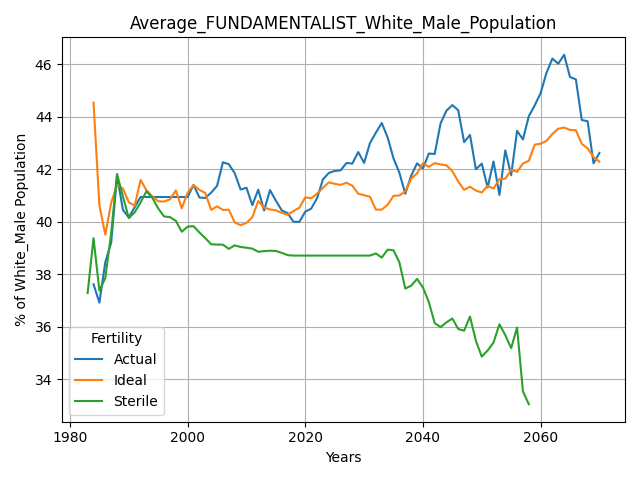 Average_FUNDAMENTALIST_White_Male_Population
% of White_Male Population
46
44
42
40
38
36
34
Fertility
Actual
Ideal
Sterile
1980
2000
2020
2040
2060
Years